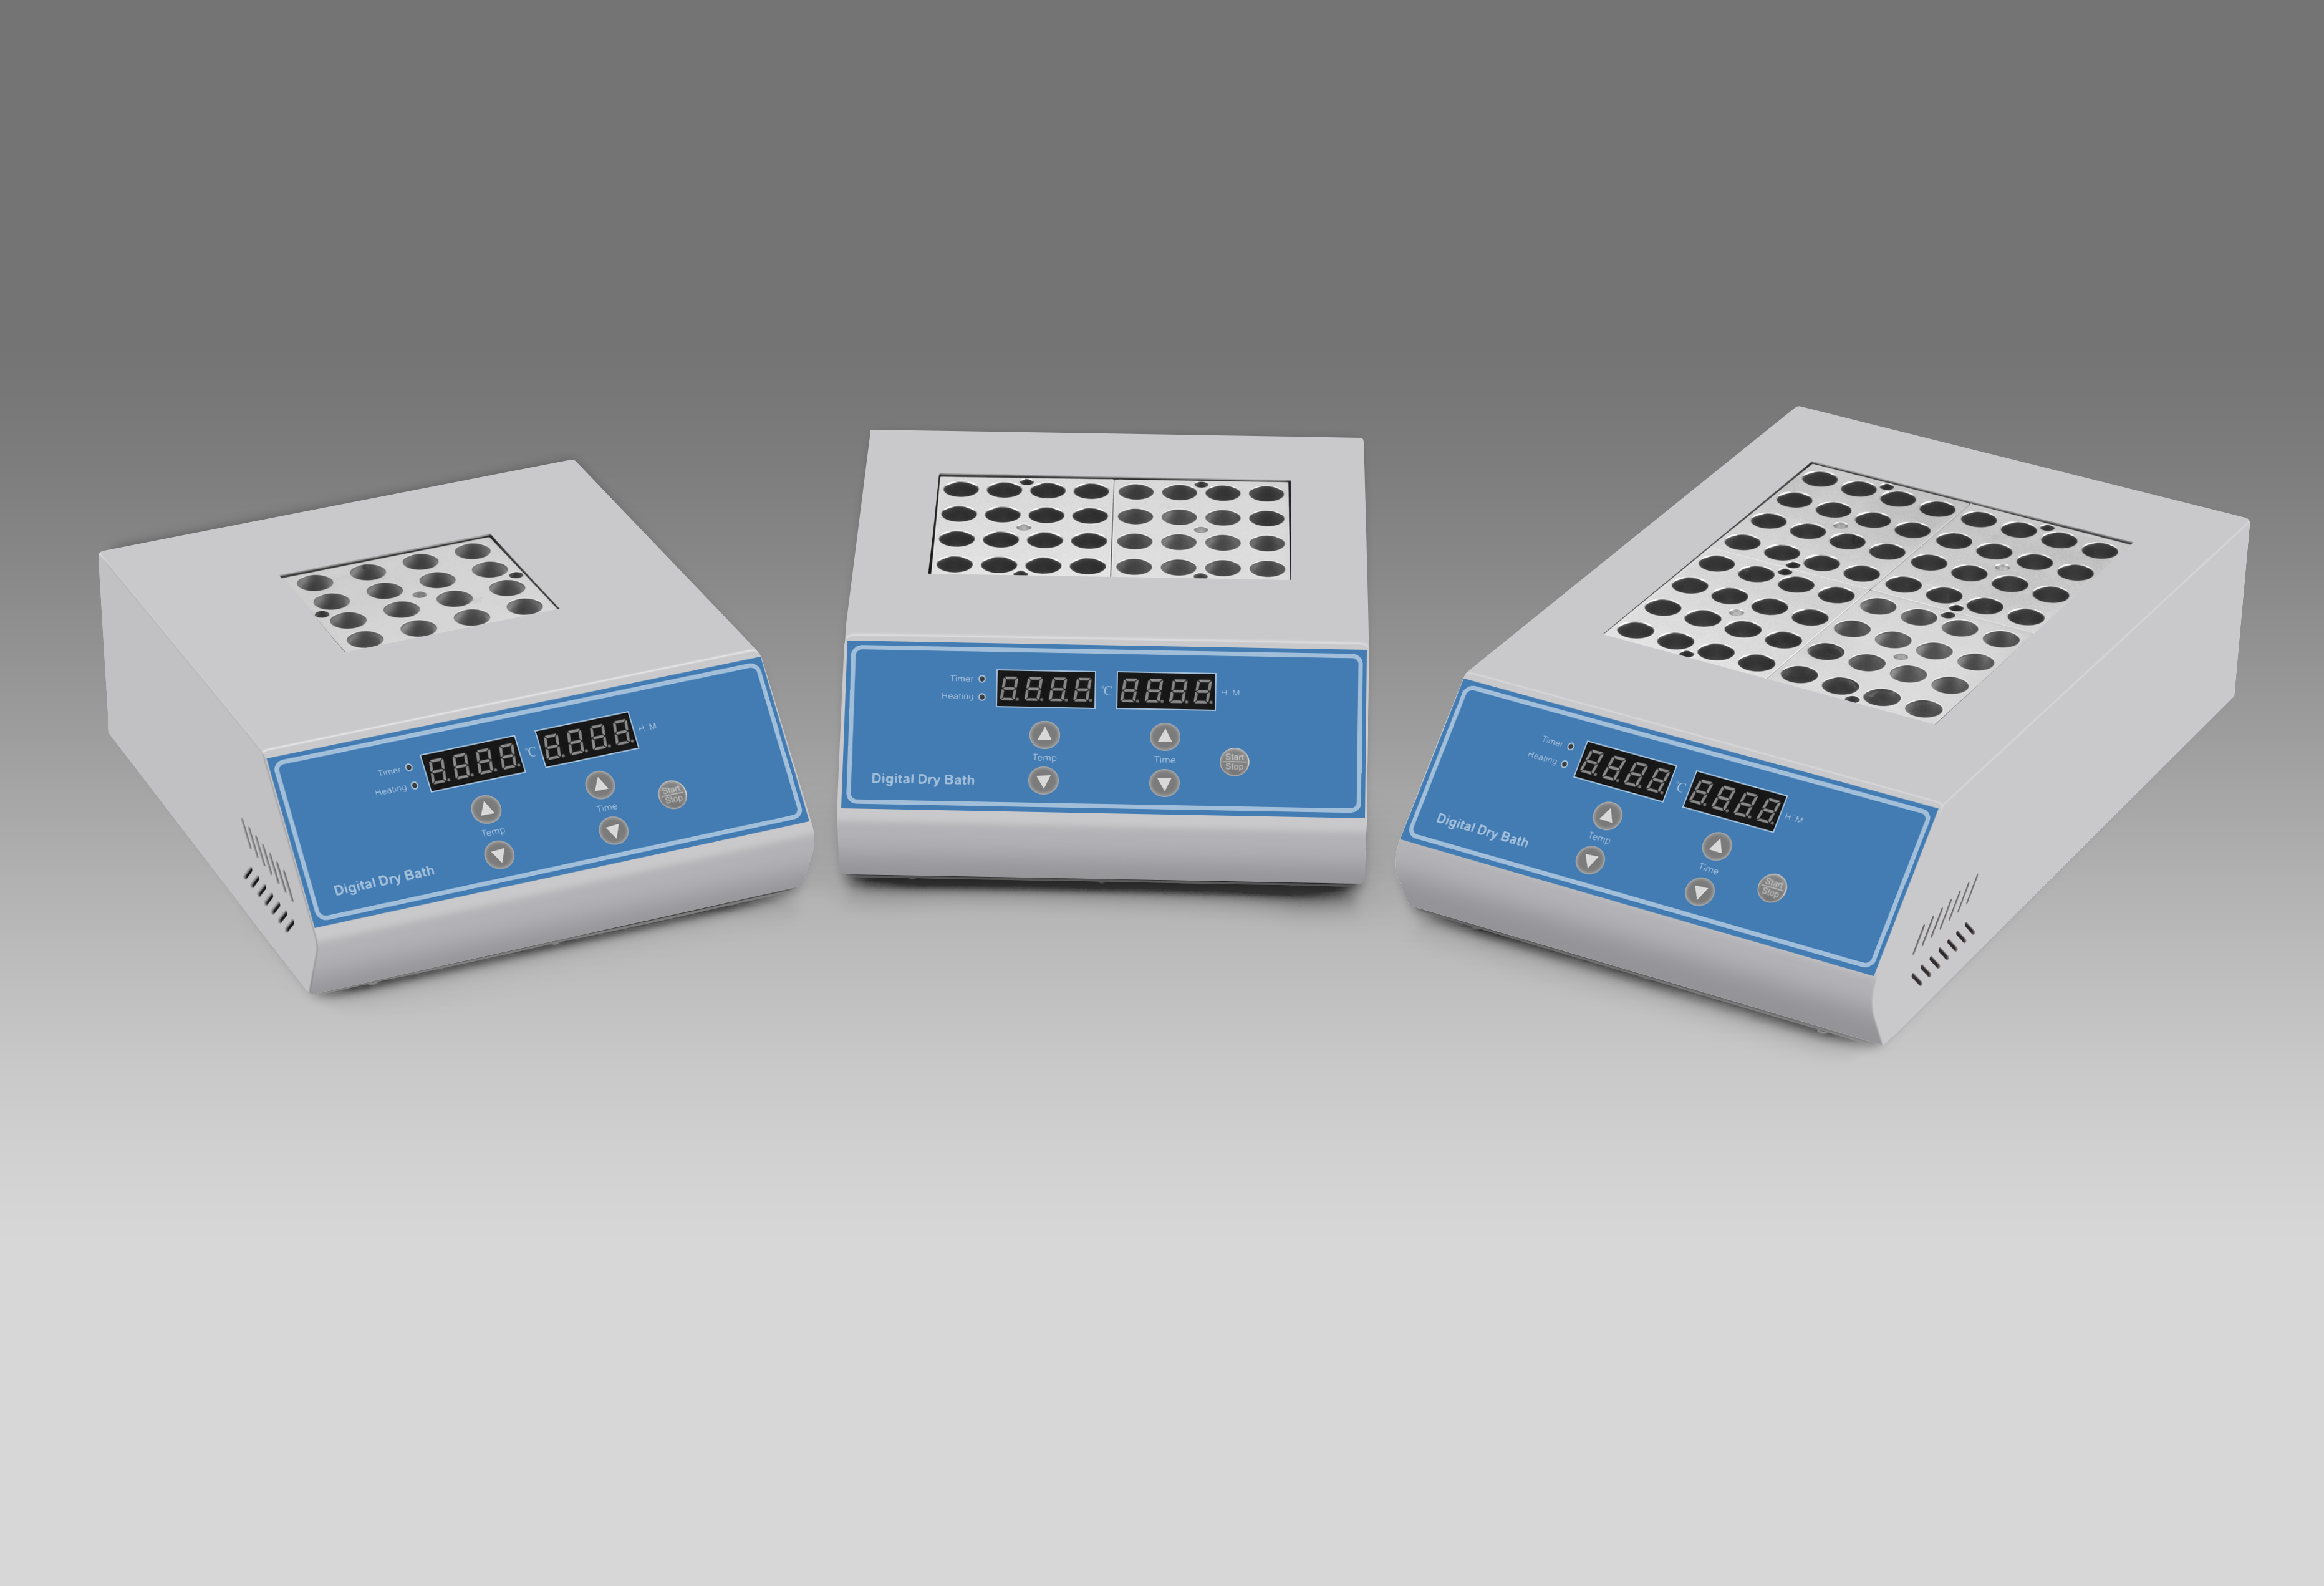 Timer
Heating
8.8.8.8. °C 8.8.8.8. H:M
Temp
Time
Start
Stop
Digital Dry Bath
Timer
Heating
8.8.8.8. °C 8.8.8.8. H:M
Temp
Time
Start
Stop
Digital Dry Bath
Timer
Heating
8.8.8.8. °C 8.8.8.8. H:M
Temp
Time
Start
Stop
Digital Dry Bath